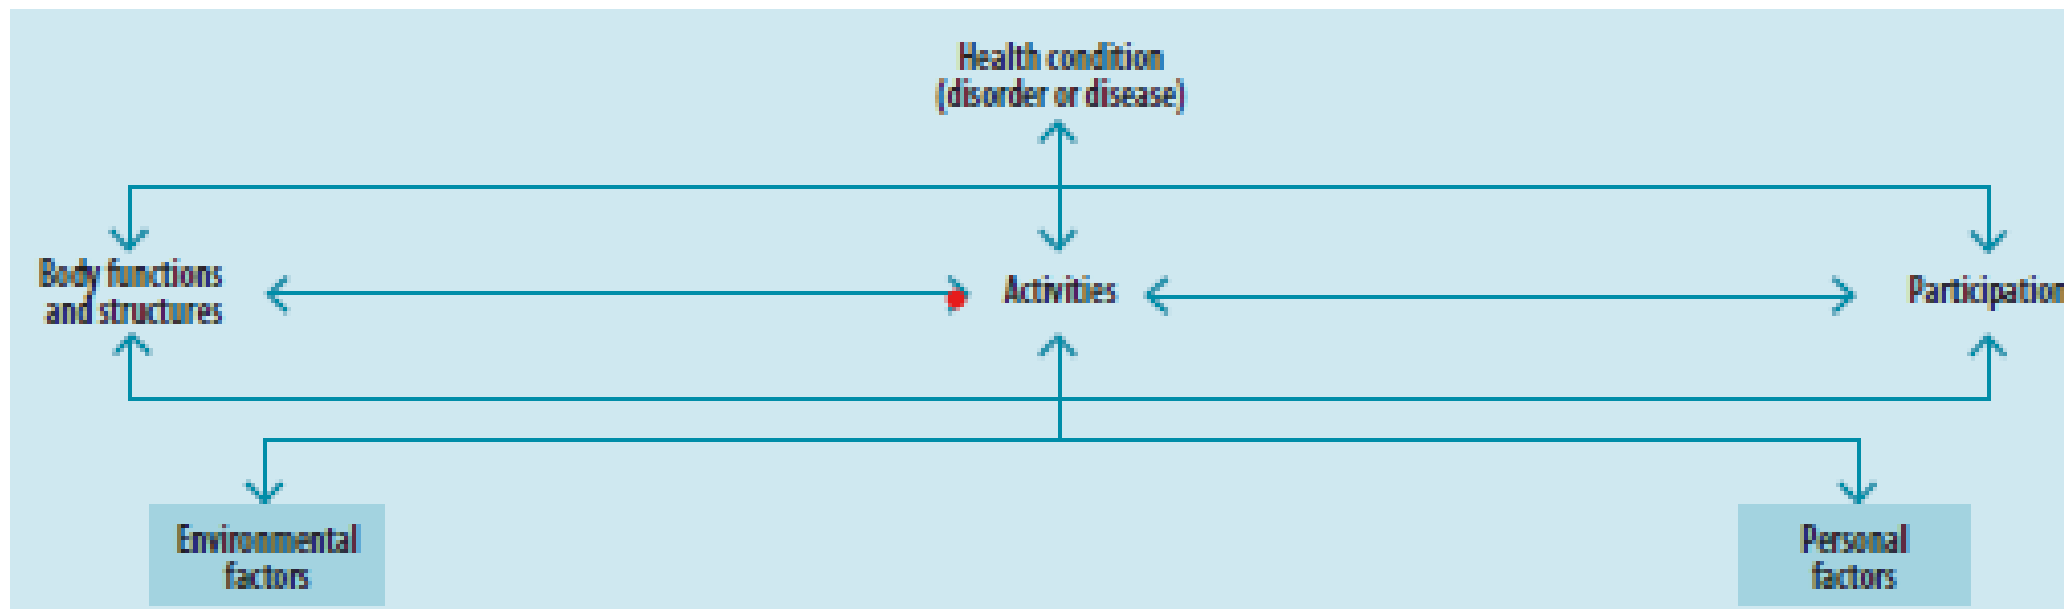 Health condition
(disorder or disease)
Body functions
and structures
Activities
Participation
Environmental
factors
Personal
factors